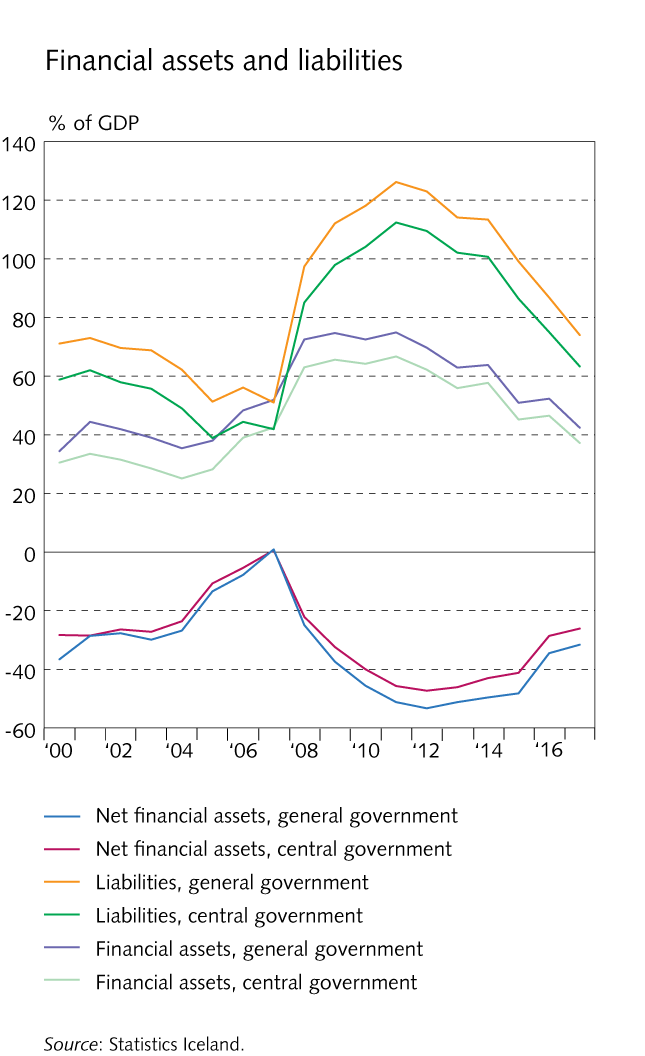 Financial assets and liabilities
% of GDP
140
120
100
80
60
40
20
0
-20
-40
-60
‘00 ‘02 ‘04 ‘06 ‘08 ‘10 ‘12 ‘14 ‘16
Net financial assets, general government
Net financial assets, central government
Liabilities, general government
Liabilities, central government
Financial assets, general government
Financial assets, central government
Source: Statistics Iceland.